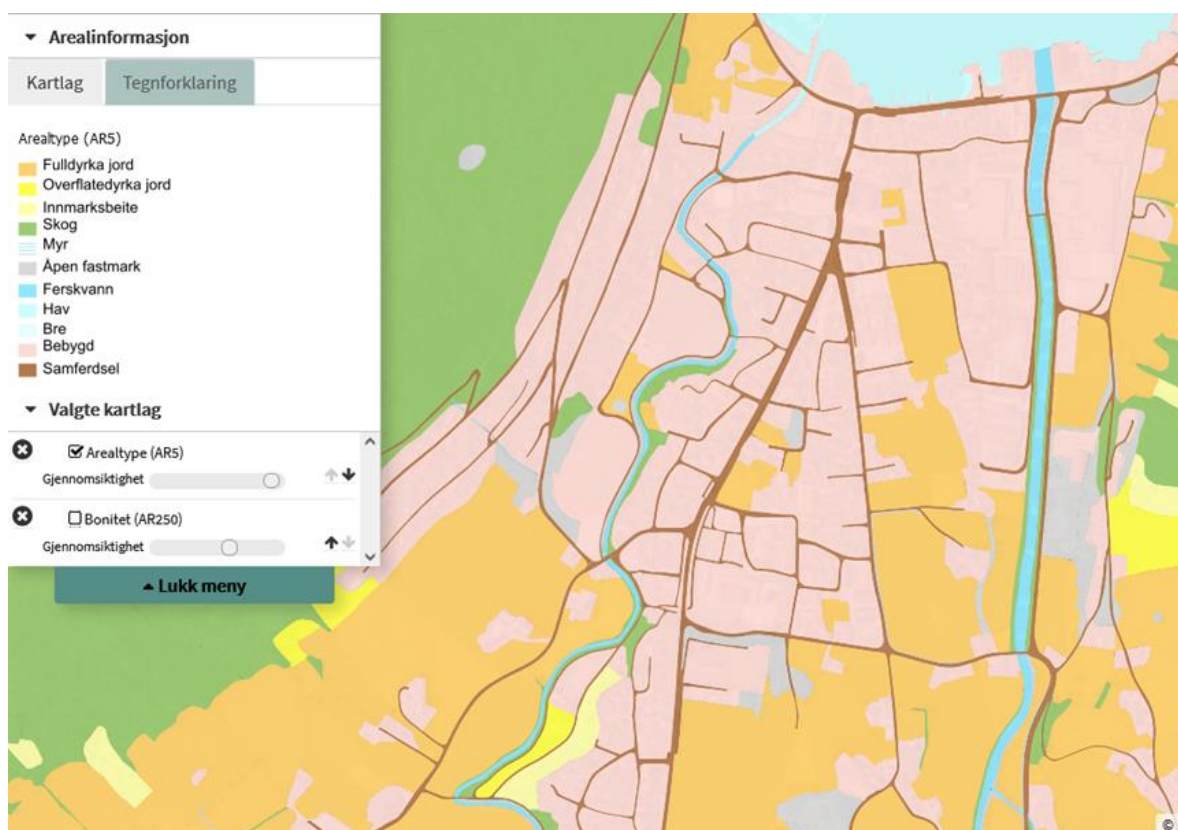 Arealinformasjon
Kartlag Tegnforklaring
Arealtype (AR5)
Fulldyrka jord
Overflatedyrka jord
Innmarksbeite
Skog
Myr
Åpen fastmark
Ferskvann
Hav
Bre
Bebygd
Samferdsel
Valgte kartlag
Arealtype (AR5)
Gjennomsiktighet
Bonitet (AR250)
Gjennomsiktighet
Lukk meny
©